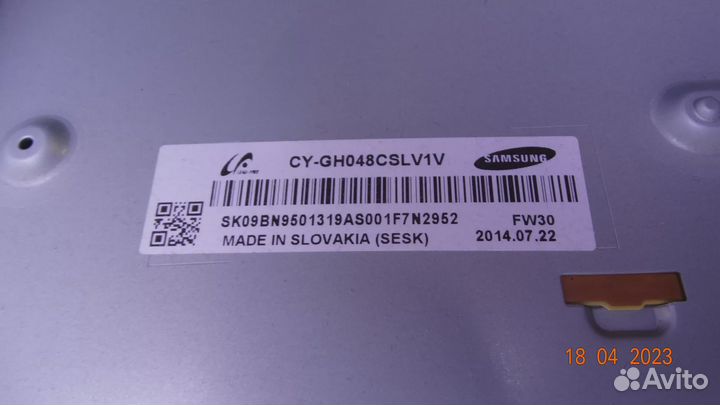 CY-GH048CSLV1V
SAMSUNG
SK09BN9501319AS001F7N2952
FW30
MADE IN SLOVAKIA (SESK)
2014.07.22
18 04 2023
Avito